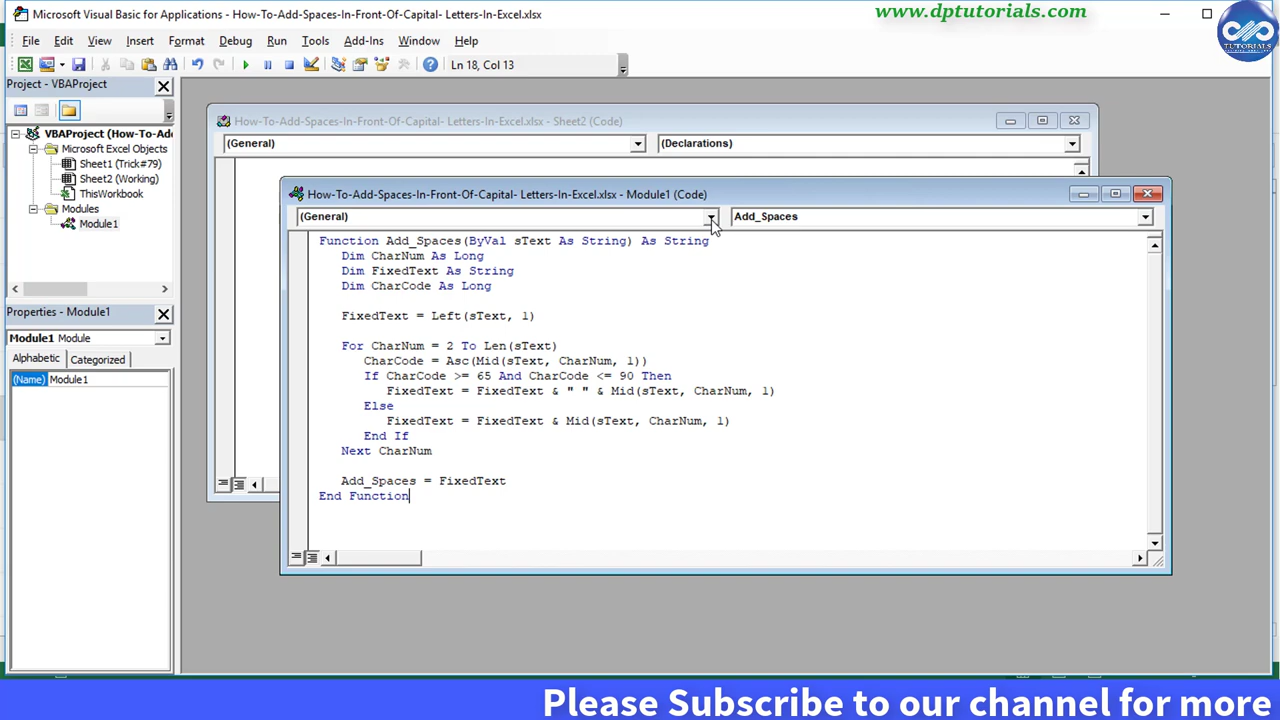 Microsoft Visual Basic for Applications - How-To-Add-Spaces-In-Front-Of-Capital- Letters-In-Excel.xlsx
www.dptutorials.com
TUTORIALS
File Edit View Insert Format Debug Run Tools Add-Ins Window Help
Ln 18, Col 13
Project - VBAProject
VBAProject (How-To-Ad
Microsoft Excel Objects
Sheet1 (Trick#79)
Sheet2 (Working)
ThisWorkbook
Modules
Module1
Properties - Module1
Module1 Module
Alphabetic Categorized
(Name) Module1
How-To-Add-Spaces-In-Front-Of-Capital- Letters-In-Excel.xlsx - Sheet2 (Code)
(General) (Declarations)
How-To-Add-Spaces-In-Front-Of-Capital- Letters-In-Excel.xlsx - Module1 (Code)
(General) Add_Spaces
Function Add_Spaces(ByVal sText As String) As String
Dim CharNum As Long
Dim FixedText As String
Dim CharCode As Long
FixedText = Left(sText, 1)
For CharNum = 2 To Len(sText)
CharCode = Asc(Mid(sText, CharNum, 1))
If CharCode >= 65 And CharCode <= 90 Then
FixedText = FixedText & " " & Mid(sText, CharNum, 1)
Else
FixedText = FixedText & Mid(sText, CharNum, 1)
End If
Next CharNum
Add_Spaces = FixedText
End Function
Please Subscribe to our channel for more